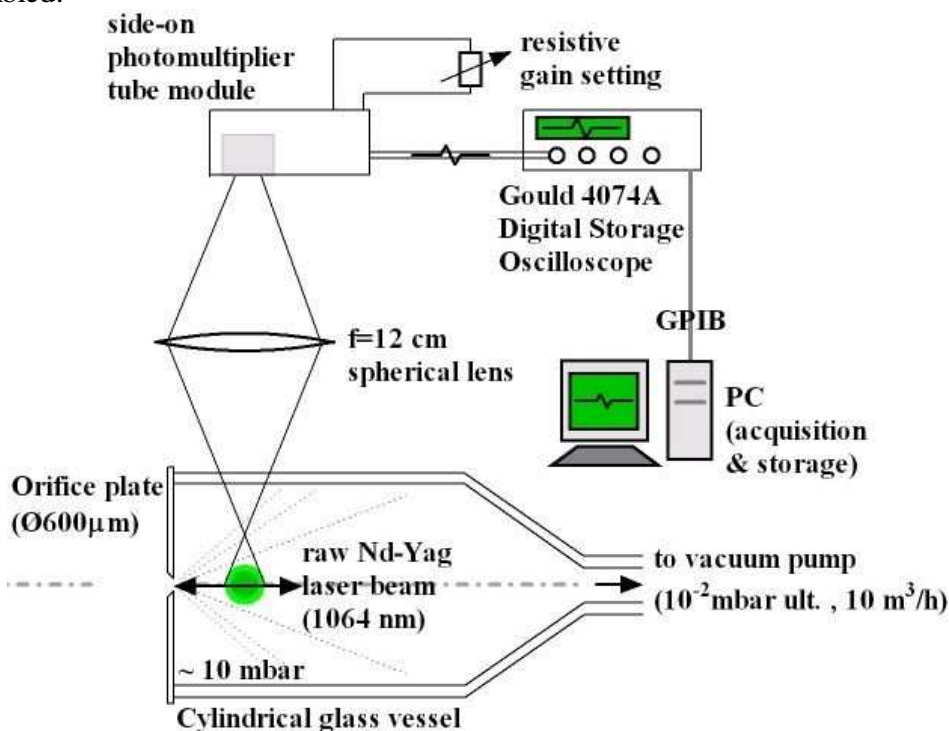 side-on
photomultiplier
tube module
resistive
gain setting
Gould 4074A
Digital Storage
Oscilloscope
GPIB
f=12 cm
spherical lens
PC
(acquisition
& storage)
Orifice plate
(Ø600µm)
raw Nd-Yag
laser beam
(1064 nm)
to vacuum pump
(10⁻²mbar ult. , 10 m³/h)
~ 10 mbar
Cylindrical glass vessel